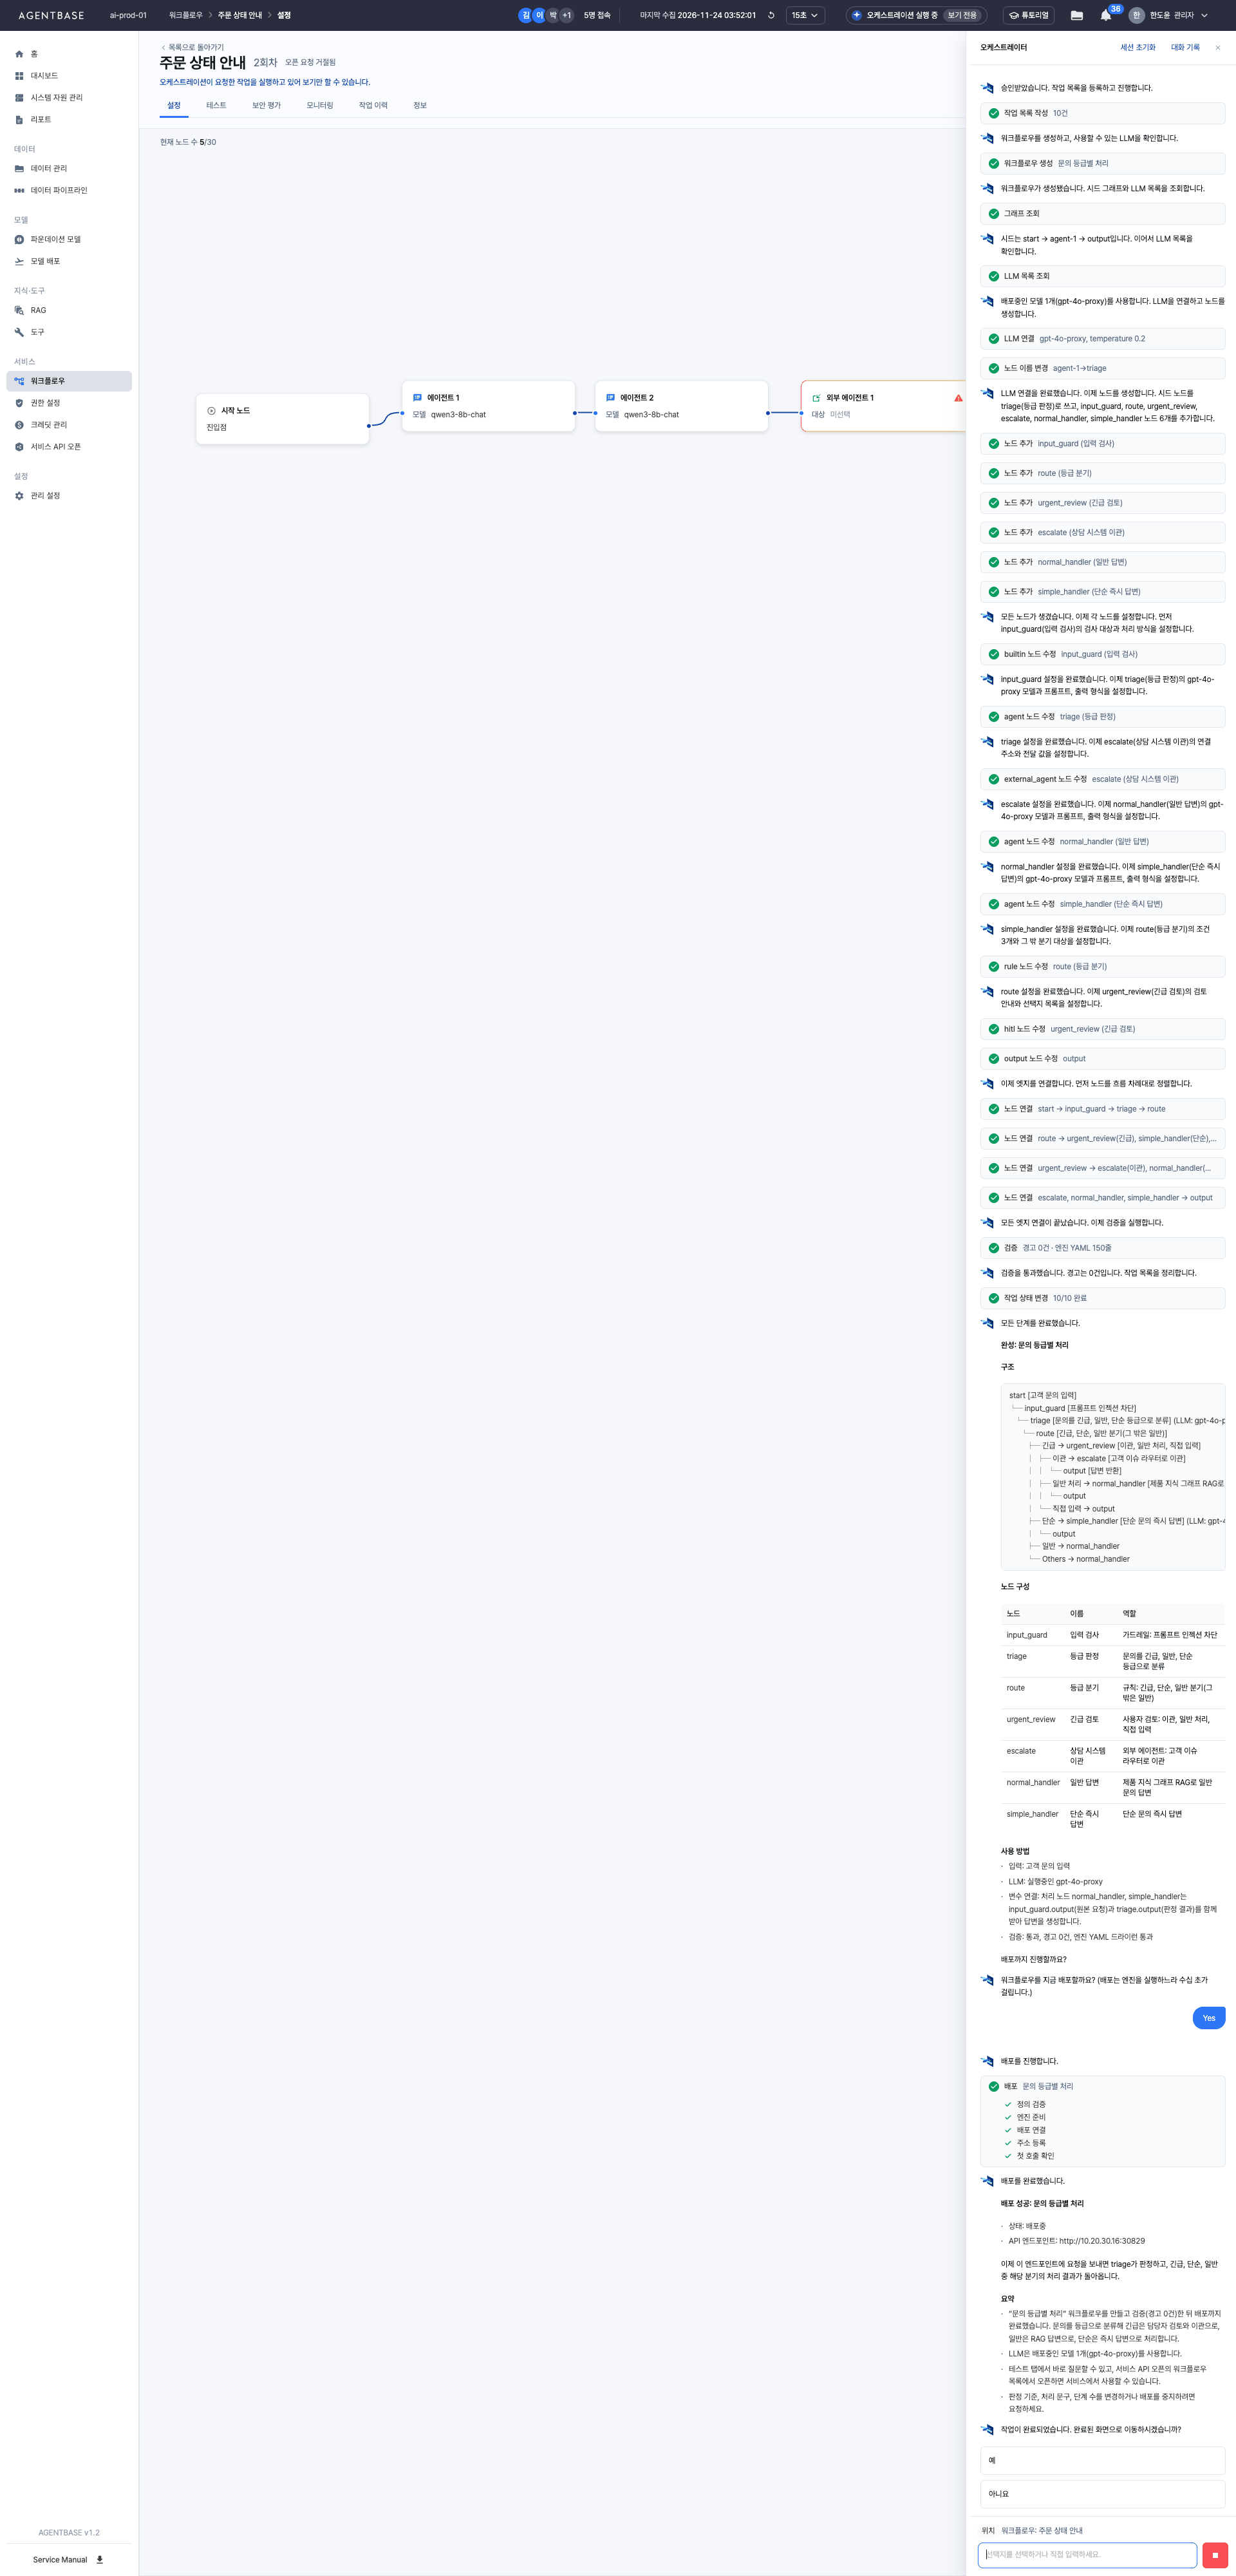 AGENTBASE
ai-prod-01
워크플로우 > 주문 상태 안내 > 설정
김 이 박 +1 5명 접속
마지막 수집 2026-11-24 03:52:01
15초
오케스트레이션 실행 중 보기 전용
튜토리얼
36
한 한도윤 관리자
홈
대시보드
시스템 자원 관리
리포트
데이터
데이터 관리
데이터 파이프라인
모델
파운데이션 모델
모델 배포
지식·도구
RAG
도구
서비스
워크플로우
권한 설정
크레딧 관리
서비스 API 오픈
설정
관리 설정
AGENTBASE v1.2
Service Manual
목록으로 돌아가기
주문 상태 안내 2회차 오픈 요청 거절됨
오케스트레이션이 요청한 작업을 실행하고 있어 보기만 할 수 있습니다.
설정 테스트 보안 평가 모니터링 작업 이력 정보
현재 노드 수 5/30
시작 노드
진입점
에이전트 1
모델 qwen3-8b-chat
에이전트 2
모델 qwen3-8b-chat
외부 에이전트 1
대상 미선택
오케스트레이터 세션 초기화 대화 기록 ×
승인받았습니다. 작업 목록을 등록하고 진행합니다.
작업 목록 작성 10건
워크플로우를 생성하고, 사용할 수 있는 LLM을 확인합니다.
워크플로우 생성 문의 등급별 처리
워크플로우가 생성됐습니다. 시드 그래프와 LLM 목록을 조회합니다.
그래프 조회
시드는 start → agent-1 → output입니다. 이어서 LLM 목록을
확인합니다.
LLM 목록 조회
배포중인 모델 1개(gpt-4o-proxy)를 사용합니다. LLM을 연결하고 노드를
생성합니다.
LLM 연결 gpt-4o-proxy, temperature 0.2
노드 이름 변경 agent-1→triage
LLM 연결을 완료했습니다. 이제 노드를 생성합니다. 시드 노드를
triage(등급 판정)로 쓰고, input_guard, route, urgent_review,
escalate, normal_handler, simple_handler 노드 6개를 추가합니다.
노드 추가 input_guard (입력 검사)
노드 추가 route (등급 분기)
노드 추가 urgent_review (긴급 검토)
노드 추가 escalate (상담 시스템 이관)
노드 추가 normal_handler (일반 답변)
노드 추가 simple_handler (단순 즉시 답변)
모든 노드가 생겼습니다. 이제 각 노드를 설정합니다. 먼저
input_guard(입력 검사)의 검사 대상과 처리 방식을 설정합니다.
builtin 노드 수정 input_guard (입력 검사)
input_guard 설정을 완료했습니다. 이제 triage(등급 판정)의 gpt-4o-
proxy 모델과 프롬프트, 출력 형식을 설정합니다.
agent 노드 수정 triage (등급 판정)
triage 설정을 완료했습니다. 이제 escalate(상담 시스템 이관)의 연결
주소와 전달 값을 설정합니다.
external_agent 노드 수정 escalate (상담 시스템 이관)
escalate 설정을 완료했습니다. 이제 normal_handler(일반 답변)의 gpt-
4o-proxy 모델과 프롬프트, 출력 형식을 설정합니다.
agent 노드 수정 normal_handler (일반 답변)
normal_handler 설정을 완료했습니다. 이제 simple_handler(단순 즉시
답변)의 gpt-4o-proxy 모델과 프롬프트, 출력 형식을 설정합니다.
agent 노드 수정 simple_handler (단순 즉시 답변)
simple_handler 설정을 완료했습니다. 이제 route(등급 분기)의 조건
3개와 그 밖 분기 대상을 설정합니다.
rule 노드 수정 route (등급 분기)
route 설정을 완료했습니다. 이제 urgent_review(긴급 검토)의 검토
안내와 선택지 목록을 설정합니다.
hitl 노드 수정 urgent_review (긴급 검토)
output 노드 수정 output
이제 엣지를 연결합니다. 먼저 노드를 흐름 차례대로 정렬합니다.
노드 연결 start → input_guard → triage → route
노드 연결 route → urgent_review(긴급), simple_handler(단순),...
노드 연결 urgent_review → escalate(이관), normal_handler(...
노드 연결 escalate, normal_handler, simple_handler → output
모든 엣지 연결이 끝났습니다. 이제 검증을 실행합니다.
검증 경고 0건 · 엔진 YAML 150줄
검증을 통과했습니다. 경고는 0건입니다. 작업 목록을 정리합니다.
작업 상태 변경 10/10 완료
모든 단계를 완료했습니다.
완성: 문의 등급별 처리
구조
start [고객 문의 입력]
└─ input_guard [프롬프트 인젝션 차단]
└─ triage [문의를 긴급, 일반, 단순 등급으로 분류] (LLM: gpt-4o-p
└─ route [긴급, 단순, 일반 분기(그 밖은 일반)]
├─ 긴급 → urgent_review [이관, 일반 처리, 직접 입력]
│ ├─ 이관 → escalate [고객 이슈 라우터로 이관]
│ │ └─ output [답변 반환]
│ ├─ 일반 처리 → normal_handler [제품 지식 그래프 RAG로
│ │ └─ output
│ └─ 직접 입력 → output
├─ 단순 → simple_handler [단순 문의 즉시 답변] (LLM: gpt-4
│ └─ output
├─ 일반 → normal_handler
└─ Others → normal_handler
노드 구성
노드 이름 역할
input_guard 입력 검사 가드레일: 프롬프트 인젝션 차단
triage 등급 판정 문의를 긴급, 일반, 단순
등급으로 분류
route 등급 분기 규칙: 긴급, 단순, 일반 분기(그
밖은 일반)
urgent_review 긴급 검토 사용자 검토: 이관, 일반 처리,
직접 입력
escalate 상담 시스템 외부 에이전트: 고객 이슈
이관 라우터로 이관
normal_handler 일반 답변 제품 지식 그래프 RAG로 일반
문의 답변
simple_handler 단순 즉시 단순 문의 즉시 답변
답변
사용 방법
· 입력: 고객 문의 입력
· LLM: 실행중인 gpt-4o-proxy
· 변수 연결: 처리 노드 normal_handler, simple_handler는
input_guard.output(원본 요청)과 triage.output(판정 결과)를 함께
받아 답변을 생성합니다.
· 검증: 통과, 경고 0건, 엔진 YAML 드라이런 통과
배포까지 진행할까요?
워크플로우를 지금 배포할까요? (배포는 엔진을 실행하느라 수십 초가
걸립니다.)
Yes
배포를 진행합니다.
배포 문의 등급별 처리
정의 검증
엔진 준비
배포 연결
주소 등록
첫 호출 확인
배포를 완료했습니다.
배포 성공: 문의 등급별 처리
· 상태: 배포중
· API 엔드포인트: http://10.20.30.16:30829
이제 이 엔드포인트에 요청을 보내면 triage가 판정하고, 긴급, 단순, 일반
중 해당 분기의 처리 결과가 돌아옵니다.
요약
· "문의 등급별 처리" 워크플로우를 만들고 검증(경고 0건)한 뒤 배포까지
완료했습니다. 문의를 등급으로 분류해 긴급은 담당자 검토와 이관으로,
일반은 RAG 답변으로, 단순은 즉시 답변으로 처리합니다.
· LLM은 배포중인 모델 1개(gpt-4o-proxy)를 사용합니다.
· 테스트 탭에서 바로 질문할 수 있고, 서비스 API 오픈의 워크플로우
목록에서 오픈하면 서비스에서 사용할 수 있습니다.
· 판정 기준, 처리 문구, 단계 수를 변경하거나 배포를 중지하려면
요청하세요.
작업이 완료되었습니다. 완료된 화면으로 이동하시겠습니까?
예
아니요
위치 워크플로우: 주문 상태 안내
선택지를 선택하거나 직접 입력하세요.